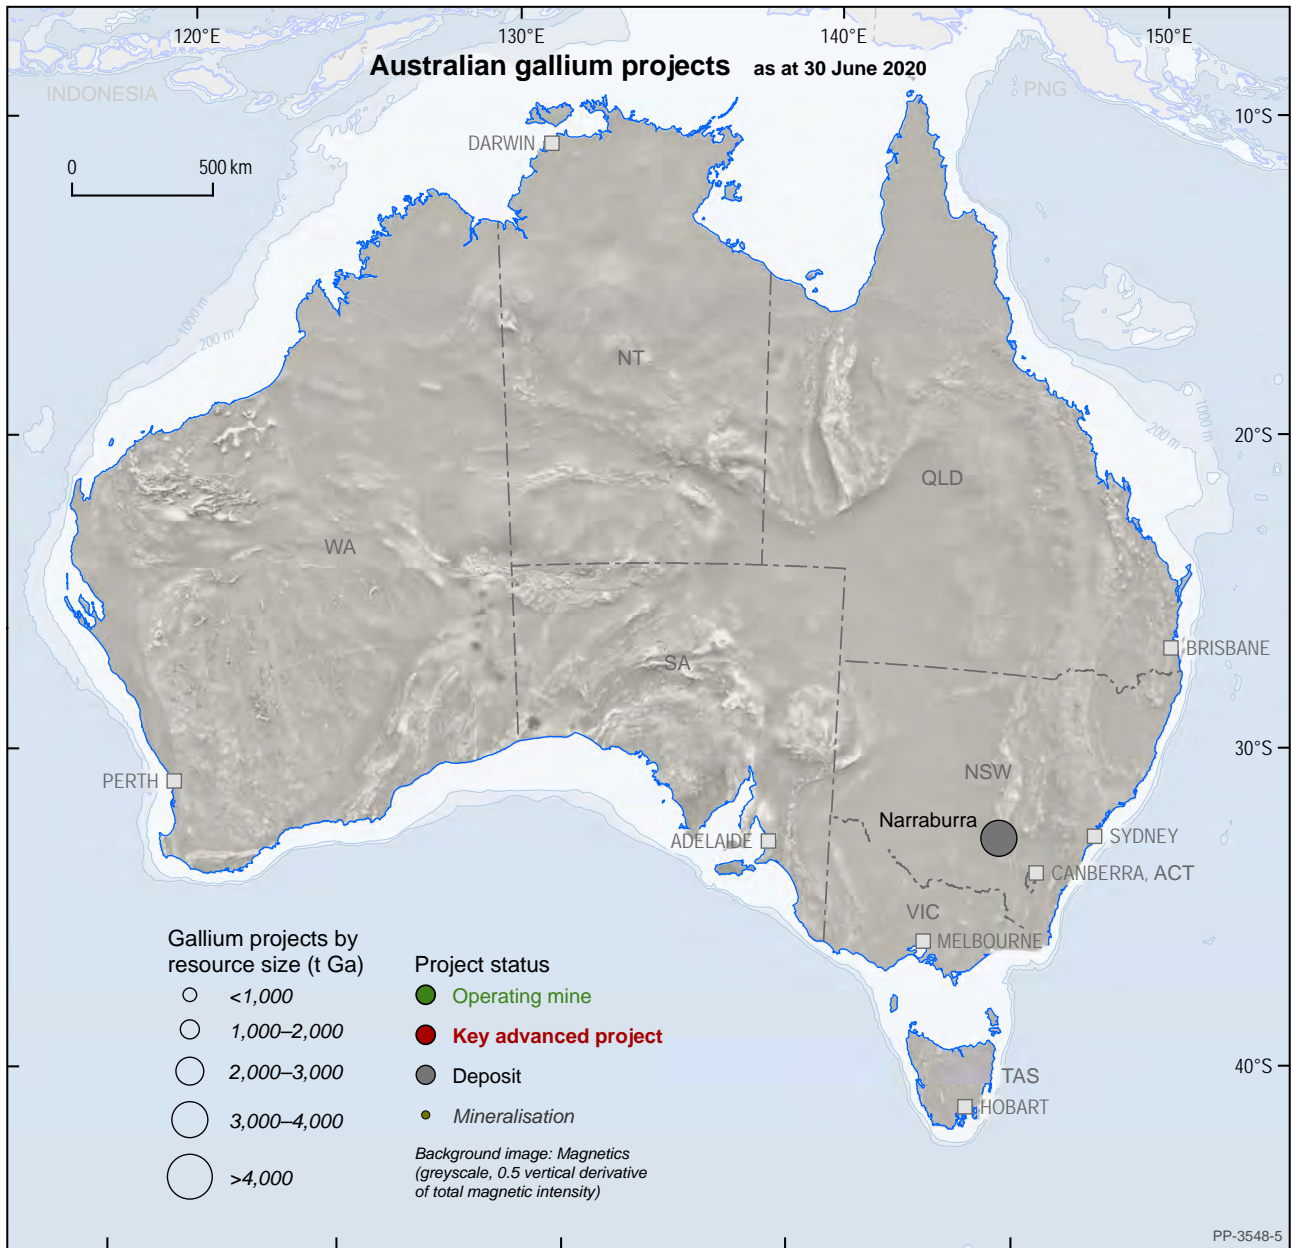 120°E
130°E
140°E
150°E
Australian gallium projects as at 30 June 2020
INDONESIA
PNG
10°S
DARWIN
0
500 km
1000 m
200 m
NT
20°S
1000 m
200 m
QLD
WA
BRISBANE
SA
30°S
NSW
PERTH
Narraburra
ADELAIDE
SYDNEY
CANBERRA, ACT
VIC
MELBOURNE
Gallium projects by
resource size (t Ga)
<1,000
1,000–2,000
2,000–3,000
3,000–4,000
>4,000
Project status
Operating mine
Key advanced project
Deposit
Mineralisation
Background image: Magnetics
(greyscale, 0.5 vertical derivative
of total magnetic intensity)
40°S
TAS
HOBART
PP-3548-5